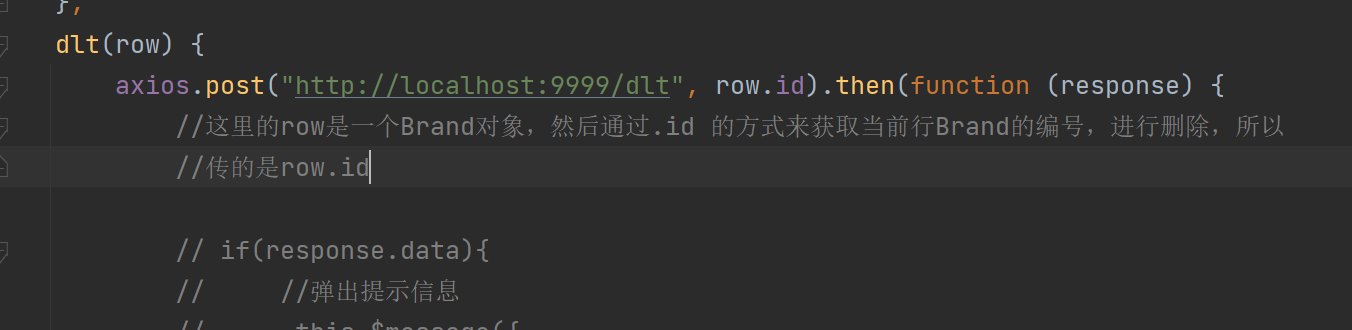 },
dlt(row) {
axios.post("http://localhost:9999/dlt", row.id).then(function (response) {
//这里的row是一个Brand对象，然后通过.id 的方式来获取当前行Brand的编号，进行删除，所以
//传的是row.id
// if(response.data){
//     //弹出提示信息
//     this.$message({